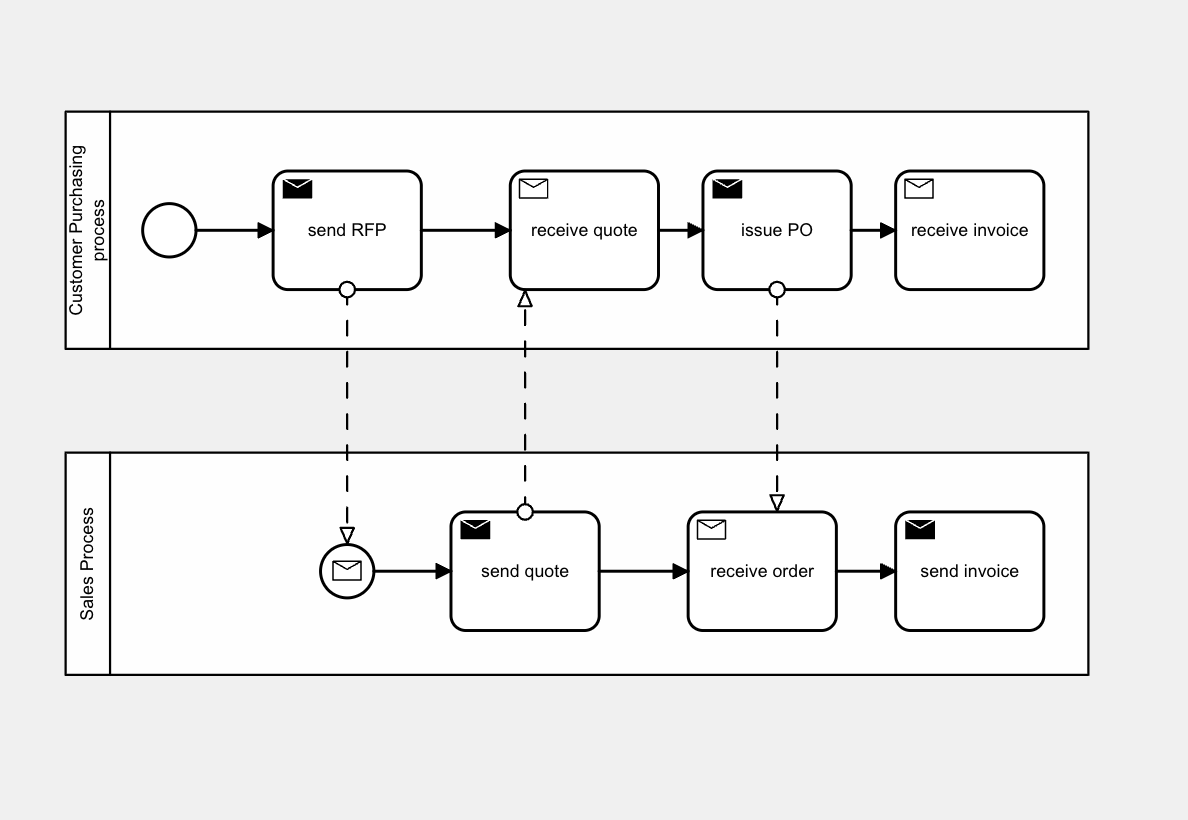 Customer Purchasing
process
send RFP
receive quote
issue PO
receive invoice
Sales Process
send quote
receive order
send invoice